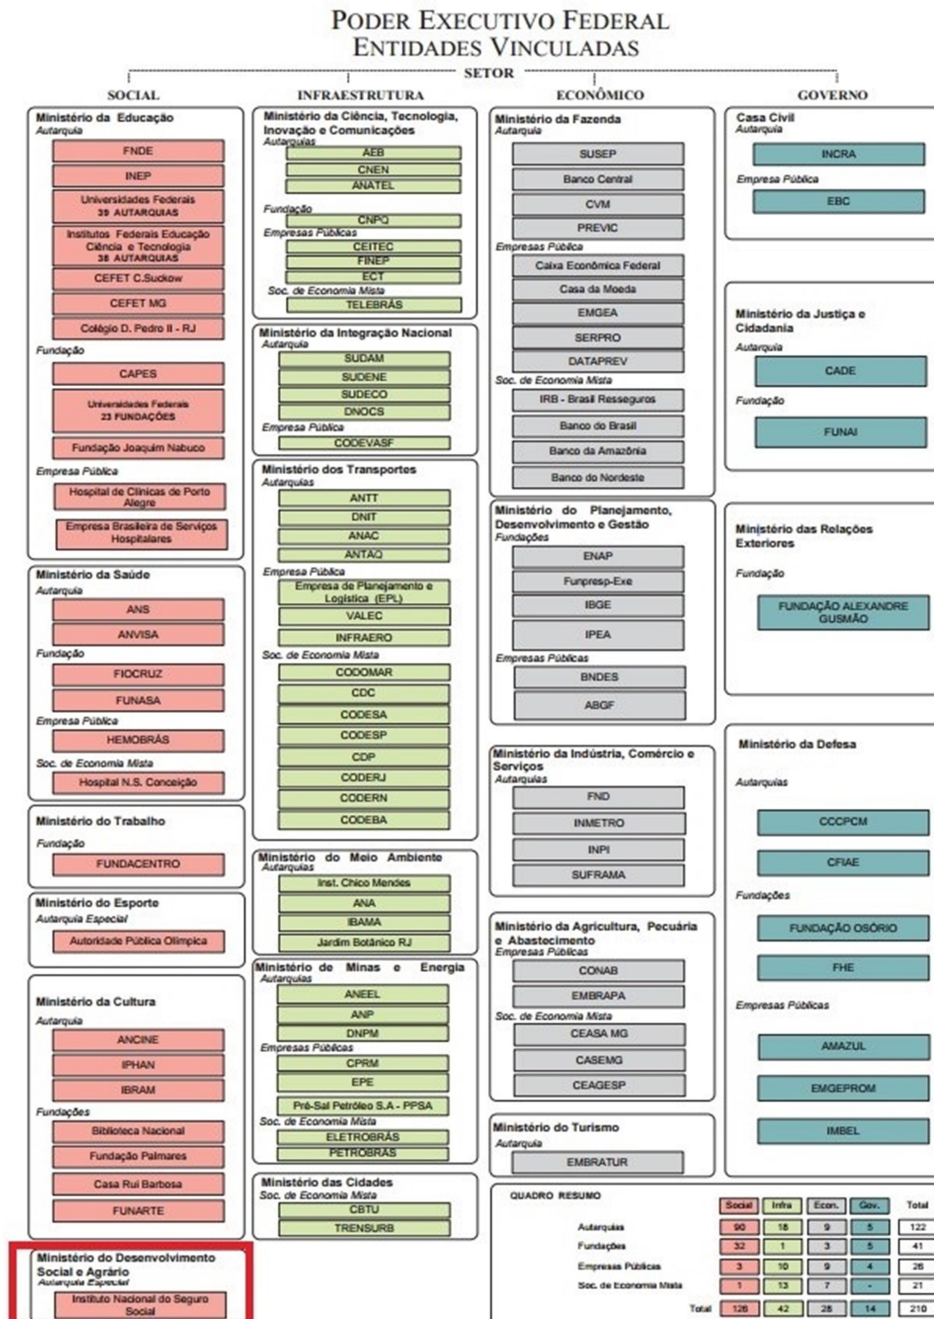 PODER EXECUTIVO FEDERAL
ENTIDADES VINCULADAS
SETOR
SOCIAL
Ministério da Educação
Autarquia
FNDE
INEP
Universidades Federais
39 AUTARQUIAS
Institutos Federais Educação
Ciência e Tecnologia
38 AUTARQUIAS
CEFET C.Suckow
CEFET MG
Colégio D. Pedro II - RJ
Fundação
CAPES
Universidades Federais
23 FUNDAÇÕES
Fundação Joaquim Nabuco
Empresa Pública
Hospital de Clínicas de Porto
Alegre
Empresa Brasileira de Serviços
Hospitalares
Ministério da Saúde
Autarquia
ANS
ANVISA
Fundação
FIOCRUZ
FUNASA
Empresa Pública
HEMOBRÁS
Soc. de Economia Mista
Hospital N.S. Conceição
Ministério do Trabalho
Fundação
FUNDACENTRO
Ministério do Esporte
Autarquia Especial
Autoridade Pública Olímpica
Ministério da Cultura
Autarquia
ANCINE
IPHAN
IBRAM
Fundações
Biblioteca Nacional
Fundação Palmares
Casa Rui Barbosa
FUNARTE
Ministério do Desenvolvimento
Social e Agrário
Autarquia Especial
Instituto Nacional do Seguro
Social
INFRAESTRUTURA
Ministério da Ciência, Tecnologia,
Inovação e Comunicações
Autarquias
AEB
CNEN
ANATEL
Fundação
CNPQ
Empresas Públicas
CEITEC
FINEP
ECT
Soc. de Economia Mista
TELEBRÁS
Ministério da Integração Nacional
Autarquia
SUDAM
SUDENE
SUDECO
DNOCS
Empresa Pública
CODEVASF
Ministério dos Transportes
Autarquias
ANTT
DNIT
ANAC
ANTAQ
Empresa Pública
Empresa de Planejamento e
Logística (EPL)
VALEC
INFRAERO
Soc. de Economia Mista
CODOMAR
CDC
CODESA
CODESP
CDP
CODERJ
CODERN
CODEBA
Ministério do Meio Ambiente
Autarquias
Inst. Chico Mendes
ANA
IBAMA
Jardim Botânico RJ
Ministério de Minas e Energia
Autarquias
ANEEL
ANP
DNPM
Empresas Públicas
CPRM
EPE
Pré-Sal Petróleo S.A - PPSA
Soc. de Economia Mista
ELETROBRÁS
PETROBRÁS
Ministério das Cidades
Soc. de Economia Mista
CBTU
TRENSURB
ECONÔMICO
Ministério da Fazenda
Autarquia
SUSEP
Banco Central
CVM
PREVIC
Empresas Pública
Caixa Econômica Federal
Casa da Moeda
EMGEA
SERPRO
DATAPREV
Soc. de Economia Mista
IRB - Brasil Resseguros
Banco do Brasil
Banco da Amazônia
Banco do Nordeste
Ministério do Planejamento,
Desenvolvimento e Gestão
Fundações
ENAP
Funpresp-Exe
IBGE
IPEA
Empresas Públicas
BNDES
ABGF
Ministério da Indústria, Comércio e
Serviços
Autarquias
FND
INMETRO
INPI
SUFRAMA
Ministério da Agricultura, Pecuária
e Abastecimento
Empresas Públicas
CONAB
EMBRAPA
Soc. de Economia Mista
CEASA MG
CASEMG
CEAGESP
Ministério do Turismo
Autarquia
EMBRATUR
GOVERNO
Casa Civil
Autarquia
INCRA
Empresa Pública
EBC
Ministério da Justiça e
Cidadania
Autarquia
CADE
Fundação
FUNAI
Ministério das Relações
Exteriores
Fundação
FUNDAÇÃO ALEXANDRE
GUSMÃO
Ministério da Defesa
Autarquias
CCCPCM
CFIAE
Fundações
FUNDAÇÃO OSÓRIO
FHE
Empresas Públicas
AMAZUL
EMGEPROM
IMBEL
QUADRO RESUMO
Social Infra Econ. Gov. Total
Autarquias 90 18 9 5 122
Fundações 32 1 3 5 41
Empresas Públicas 3 10 9 4 26
Soc. de Economia Mista 1 13 7 - 21
Total 126 42 28 14 210